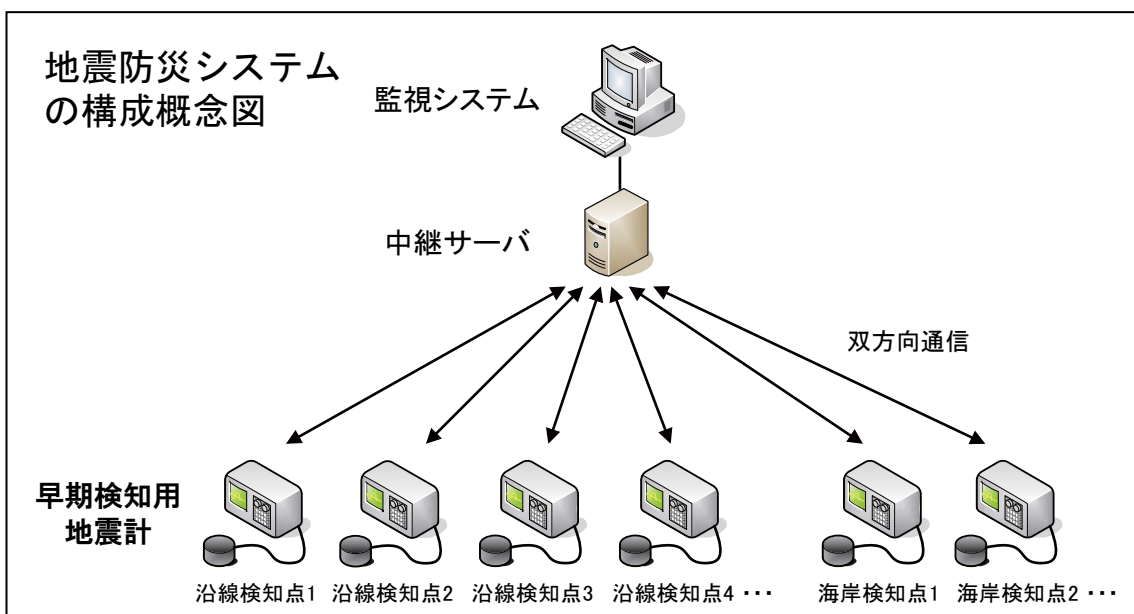 地震防災システム
の構成概念図
監視システム
中継サーバ
双方向通信
早期検知用
地震計
沿線検知点1 沿線検知点2 沿線検知点3 沿線検知点4 ･･･ 海岸検知点1 海岸検知点2 ･･･